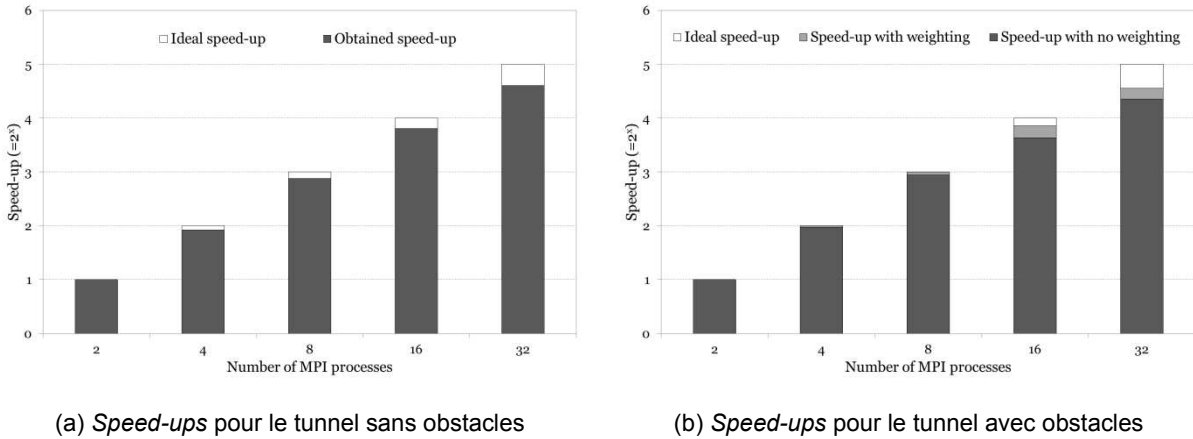 6
5
4
3
2
1
0
Speed-up (=2ˣ)
Ideal speed-up Obtained speed-up
2 4 8 16 32
Number of MPI processes
(a) Speed-ups pour le tunnel sans obstacles
6
5
4
3
2
1
0
Speed-up (=2ˣ)
Ideal speed-up Speed-up with weighting Speed-up with no weighting
2 4 8 16 32
Number of MPI processes
(b) Speed-ups pour le tunnel avec obstacles